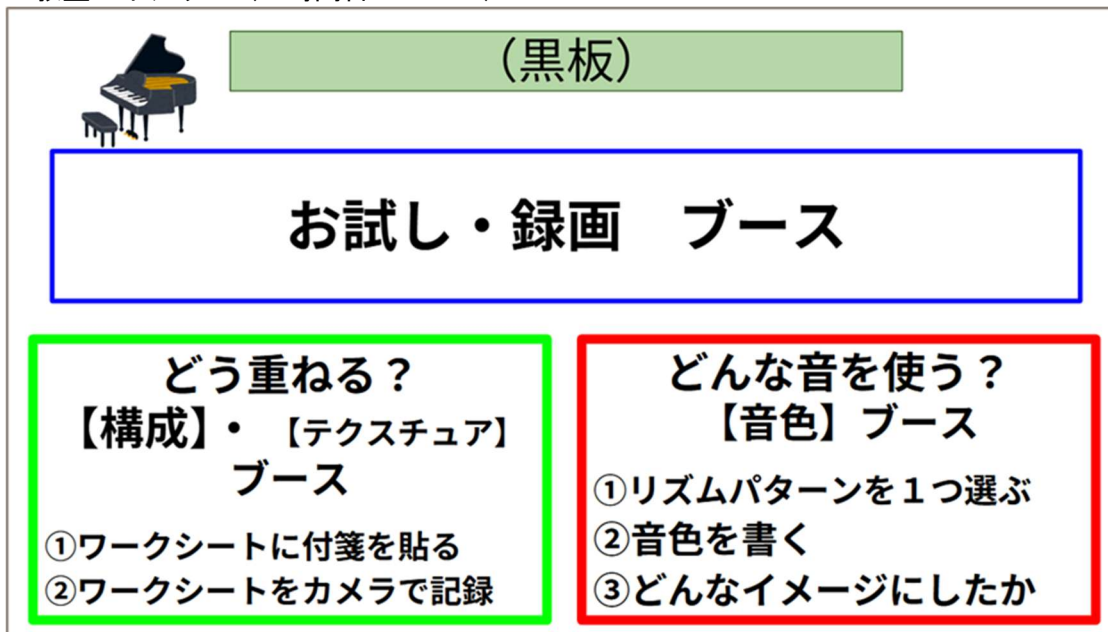 (黒板)
お試し・録画 ブース
どう重ねる？
【構成】・ 【テクスチュア】
ブース
①ワークシートに付箋を貼る
②ワークシートをカメラで記録
どんな音を使う？
【音色】ブース
①リズムパターンを１つ選ぶ
②音色を書く
③どんなイメージにしたか